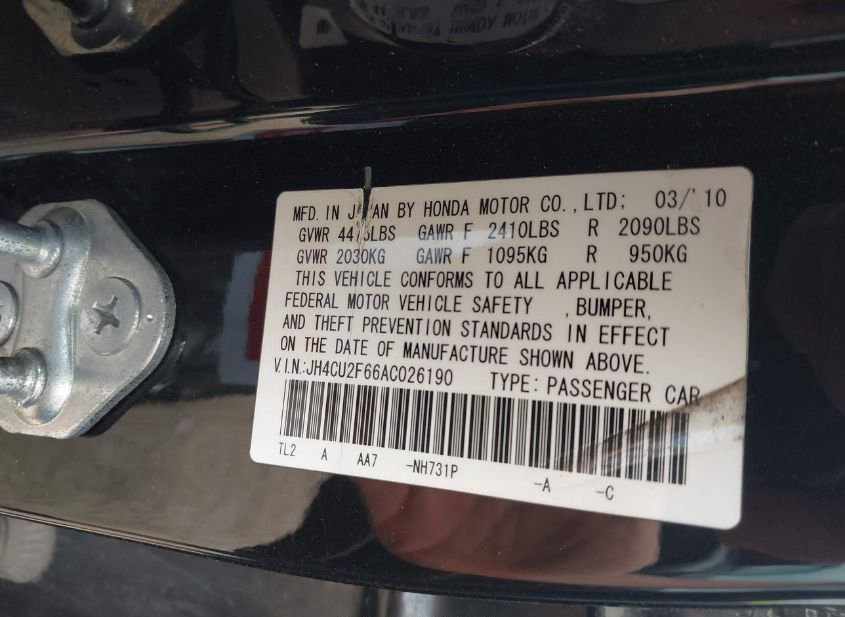 MFD. IN JAPAN BY HONDA MOTOR CO., LTD; 03/'10
GVWR LBS GAWR F 2410LBS R 2090LBS
GVWR 2030KG GAWR F 1095KG R 950KG
THIS VEHICLE CONFORMS TO ALL APPLICABLE
FEDERAL MOTOR VEHICLE SAFETY , BUMPER,
AND THEFT PREVENTION STANDARDS IN EFFECT
ON THE DATE OF MANUFACTURE SHOWN ABOVE.
V.I.N.:JH4CU2F66AC026190 TYPE: PASSENGER CAR
TL2 A AA7 -NH731P -A -C